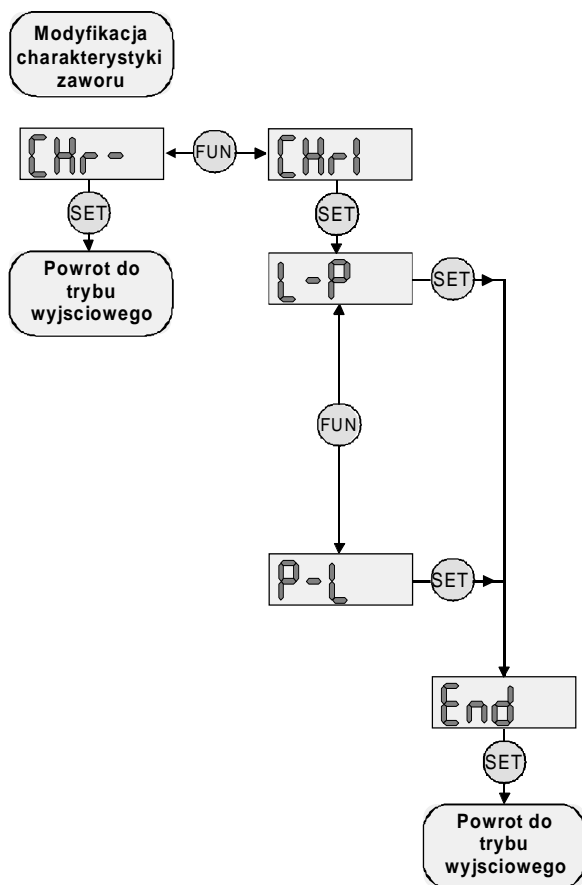 Modyfikacja
charakterystyki
zaworu
CHr-
FUN
CHr1
SET
SET
Powrot do
trybu
wyjsciowego
L-P
SET
FUN
P-L
SET
End
SET
Powrot do
trybu
wyjsciowego